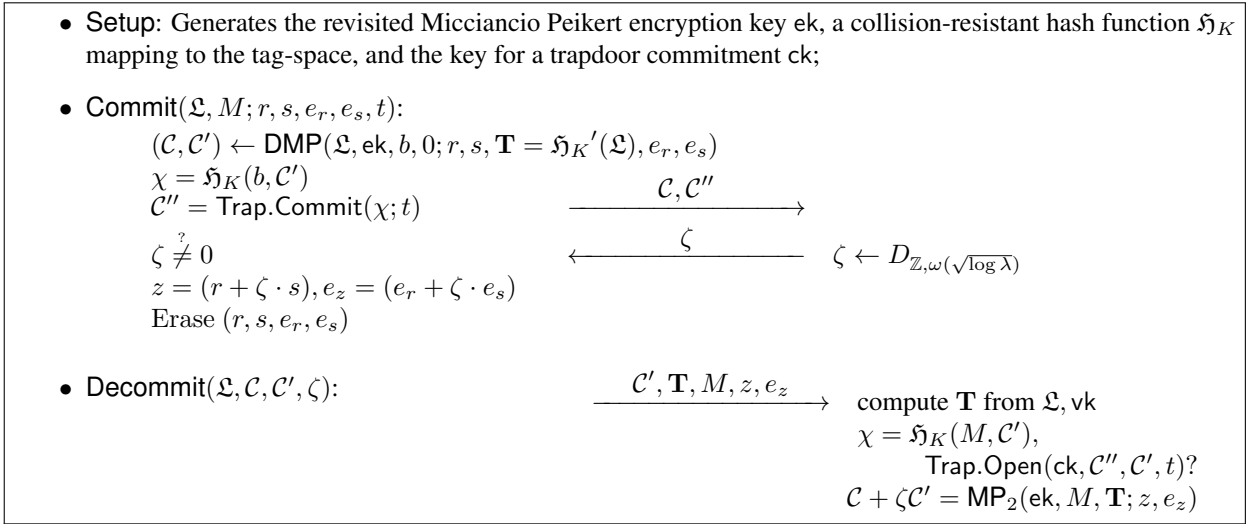 • Setup: Generates the revisited Micciancio Peikert encryption key ek, a collision-resistant hash function ℌ_K
mapping to the tag-space, and the key for a trapdoor commitment ck;
• Commit(𝔏, M; r, s, e_r, e_s, t):
(𝒞, 𝒞′) ← DMP(𝔏, ek, b, 0; r, s, 𝐓 = ℌ_K′(𝔏), e_r, e_s)
χ = ℌ_K(b, 𝒞′)
𝒞′′ = Trap.Commit(χ; t) 𝒞, 𝒞′′ →
ζ ≠? 0 ← ζ ζ ← D_{ℤ,ω(√log λ)}
z = (r + ζ · s), e_z = (e_r + ζ · e_s)
Erase (r, s, e_r, e_s)
• Decommit(𝔏, 𝒞, 𝒞′, ζ): 𝒞′, 𝐓, M, z, e_z → compute 𝐓 from 𝔏, vk
χ = ℌ_K(M, 𝒞′),
Trap.Open(ck, 𝒞′′, 𝒞′, t)?
𝒞 + ζ𝒞′ = MP₂(ek, M, 𝐓; z, e_z)